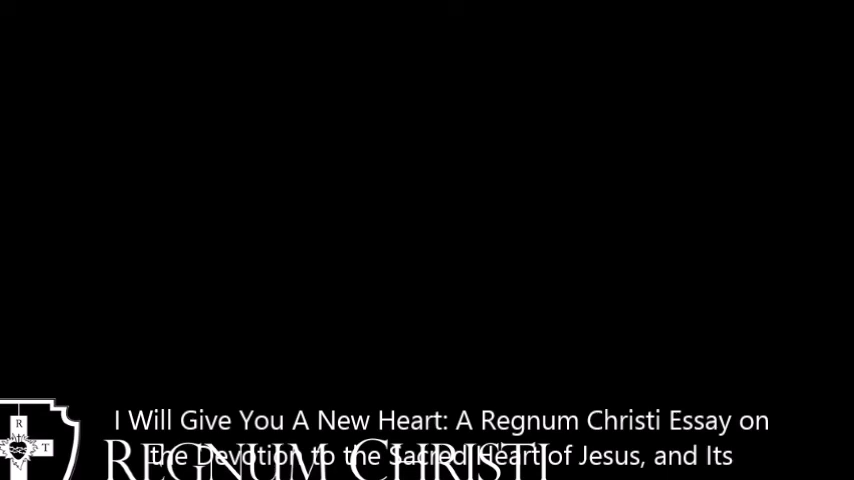 I Will Give You A New Heart: A Regnum Christi Essay on
the Devotion to the Sacred Heart of Jesus, and Its
REGNUM CHRISTI
R
T